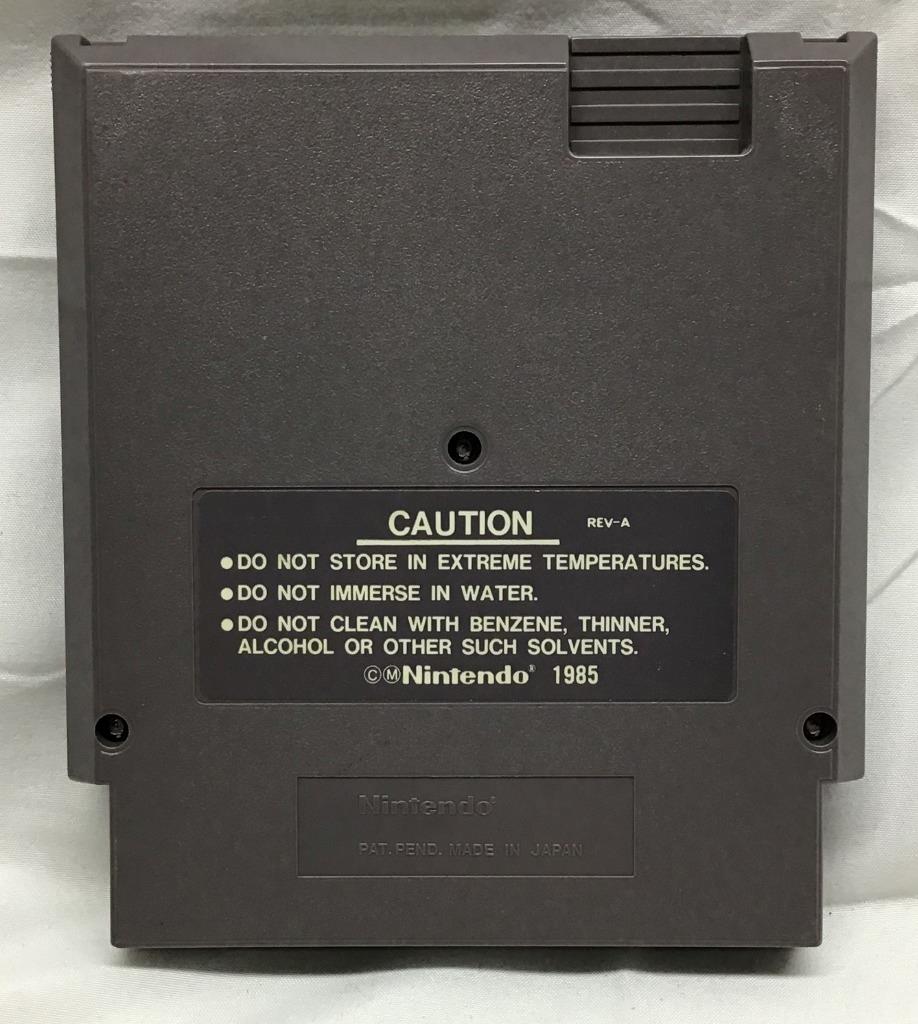 CAUTION REV-A
●DO NOT STORE IN EXTREME TEMPERATURES.
●DO NOT IMMERSE IN WATER.
●DO NOT CLEAN WITH BENZENE, THINNER,
ALCOHOL OR OTHER SUCH SOLVENTS.
©ⓂNintendo® 1985
Nintendo®
PAT. PEND. MADE IN JAPAN